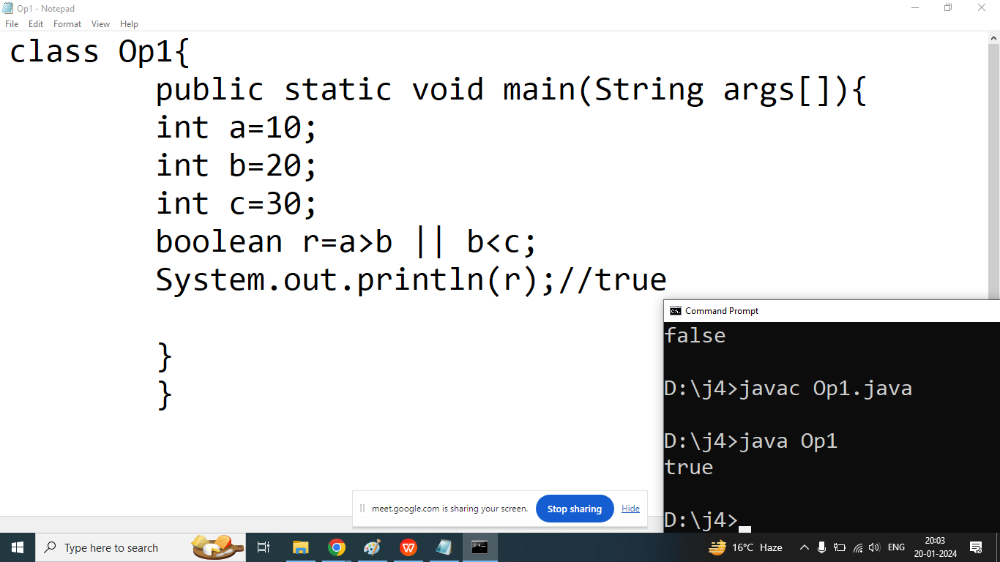 Op1 - Notepad
File Edit Format View Help
class Op1{
public static void main(String args[]){
int a=10;
int b=20;
int c=30;
boolean r=a>b || b<c;
System.out.println(r);//true
}
}
Command Prompt
false
D:\j4>javac Op1.java
D:\j4>java Op1
true
D:\j4>
meet.google.com is sharing your screen. Stop sharing Hide
Type here to search
16°C Haze
ENG
20:03
20-01-2024